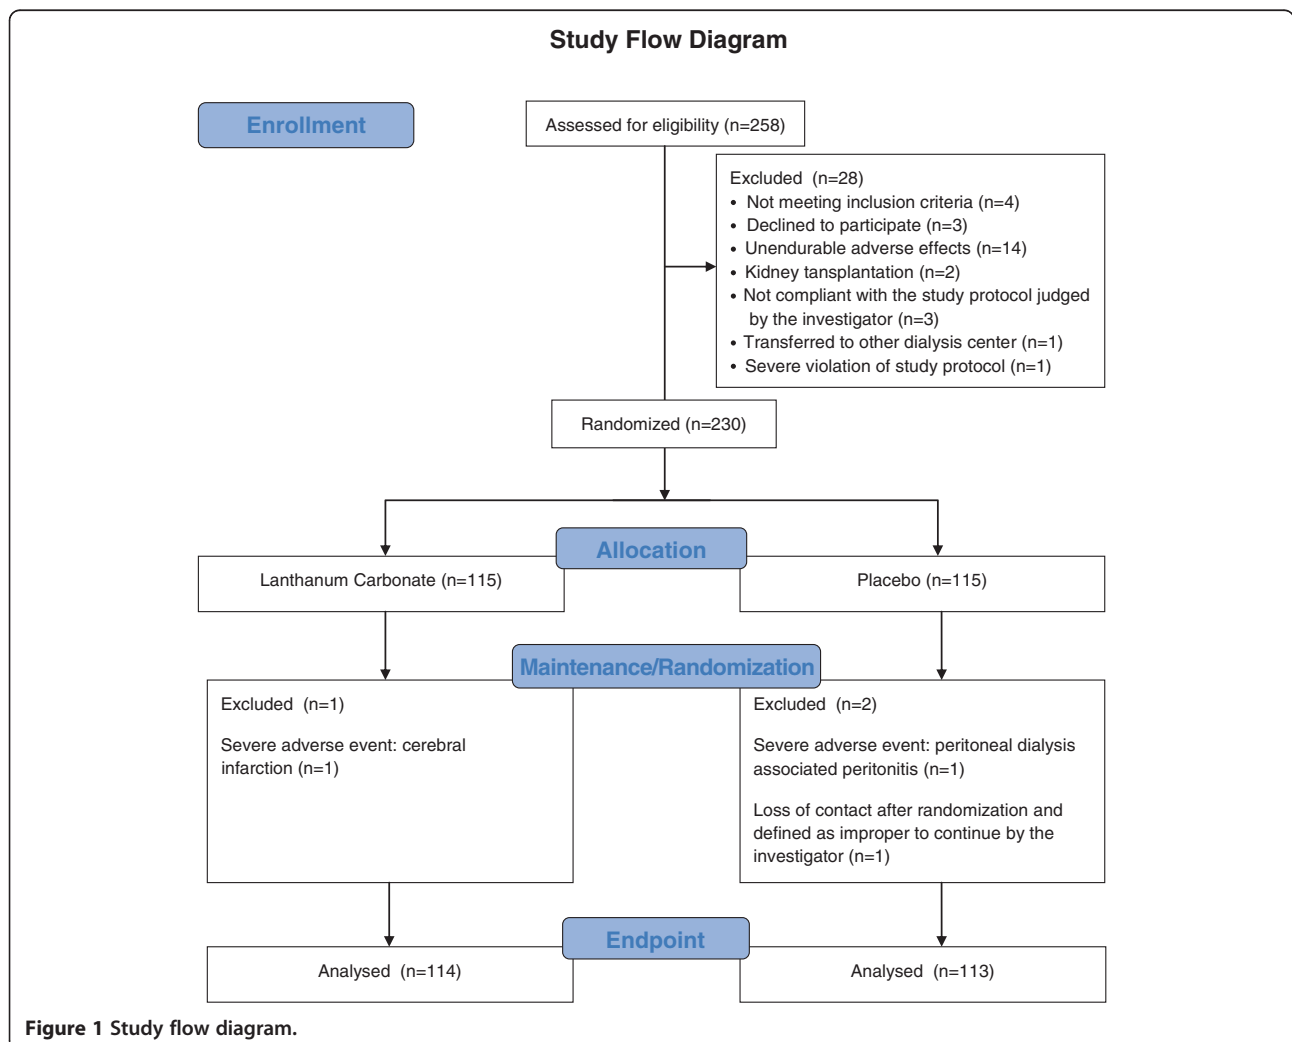 Study Flow Diagram
Enrollment
Assessed for eligibility (n=258)
Excluded (n=28)
• Not meeting inclusion criteria (n=4)
• Declined to participate (n=3)
• Unendurable adverse effects (n=14)
• Kidney tansplantation (n=2)
• Not compliant with the study protocol judged
by the investigator (n=3)
• Transferred to other dialysis center (n=1)
• Severe violation of study protocol (n=1)
Randomized (n=230)
Allocation
Lanthanum Carbonate (n=115)
Placebo (n=115)
Maintenance/Randomization
Excluded (n=1)
Severe adverse event: cerebral
infarction (n=1)
Excluded (n=2)
Severe adverse event: peritoneal dialysis
associated peritonitis (n=1)
Loss of contact after randomization and
defined as improper to continue by the
investigator (n=1)
Endpoint
Analysed (n=114)
Analysed (n=113)
Figure 1 Study flow diagram.